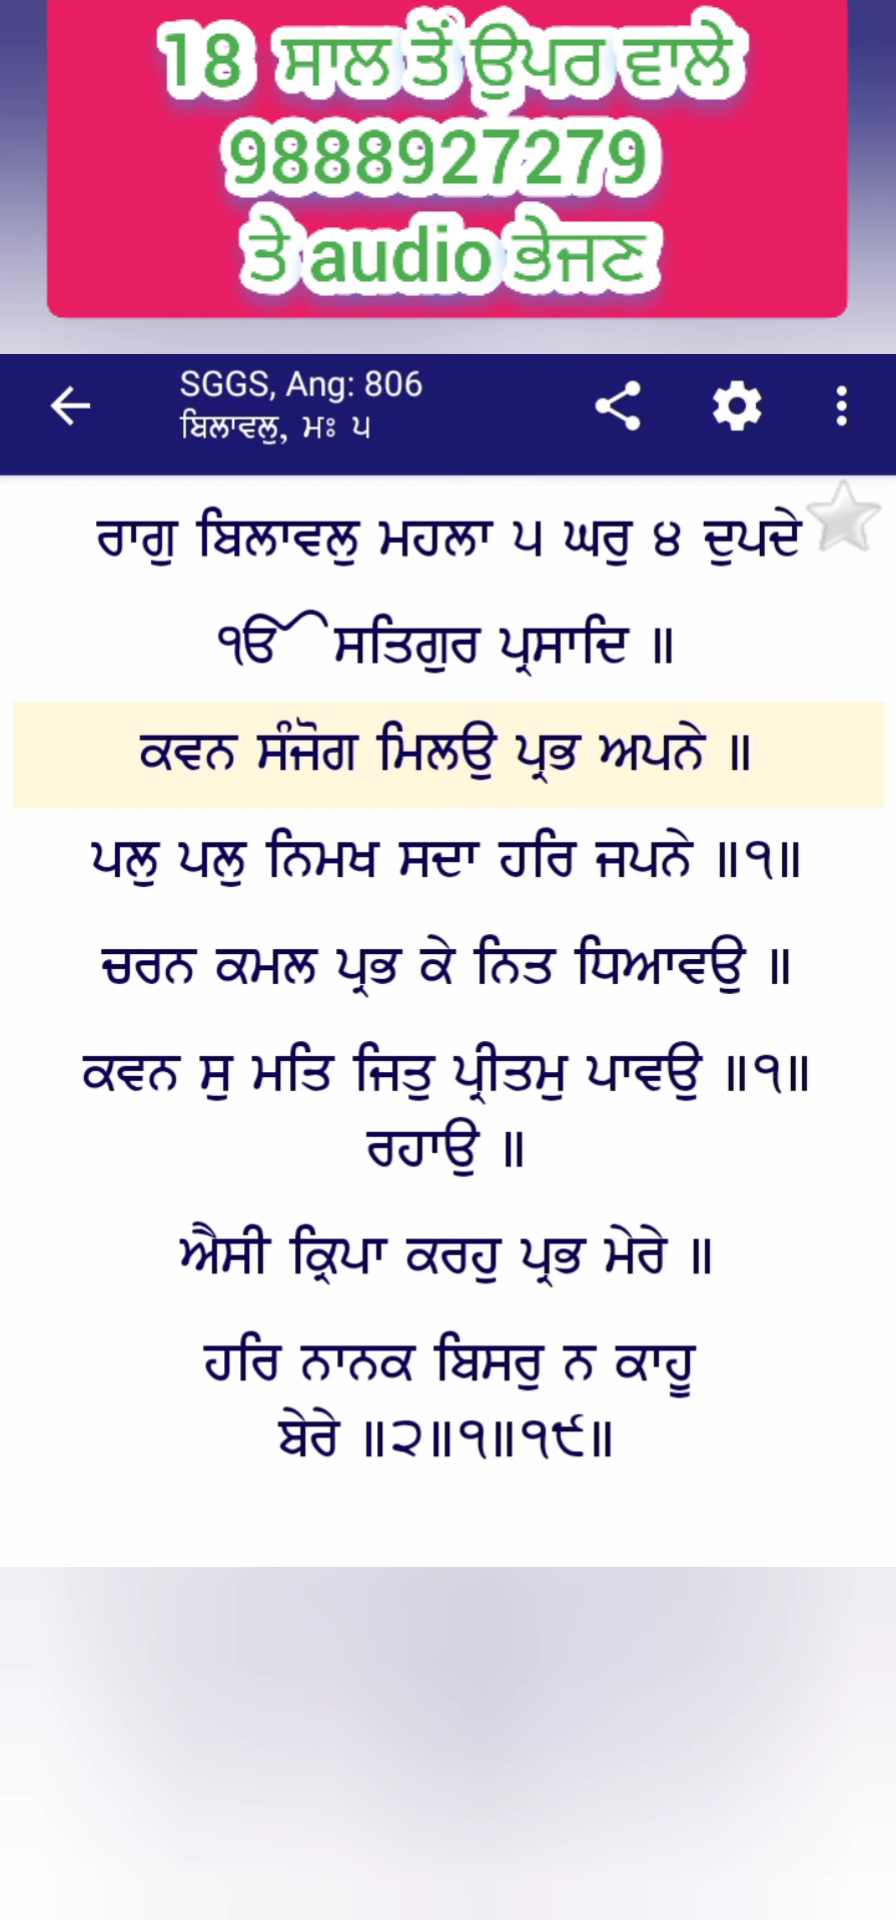 18 ਸਾਲ ਤੋਂ ਉਪਰ ਵਾਲੇ
9888927279
ਤੇ audio ਭੇਜਣ
SGGS, Ang: 806
ਬਿਲਾਵਲੁ, ਮਃ ੫
ਰਾਗੁ ਬਿਲਾਵਲੁ ਮਹਲਾ ੫ ਘਰੁ ੪ ਦੁਪਦੇ
ੴ ਸਤਿਗੁਰ ਪ੍ਰਸਾਦਿ ॥
ਕਵਨ ਸੰਜੋਗ ਮਿਲਉ ਪ੍ਰਭ ਅਪਨੇ ॥
ਪਲੁ ਪਲੁ ਨਿਮਖ ਸਦਾ ਹਰਿ ਜਪਨੇ ॥੧॥
ਚਰਨ ਕਮਲ ਪ੍ਰਭ ਕੇ ਨਿਤ ਧਿਆਵਉ ॥
ਕਵਨ ਸੁ ਮਤਿ ਜਿਤੁ ਪ੍ਰੀਤਮੁ ਪਾਵਉ ॥੧॥
ਰਹਾਉ ॥
ਐਸੀ ਕ੍ਰਿਪਾ ਕਰਹੁ ਪ੍ਰਭ ਮੇਰੇ ॥
ਹਰਿ ਨਾਨਕ ਬਿਸਰੁ ਨ ਕਾਹੂ
ਬੇਰੇ ॥੨॥੧॥੧੯॥